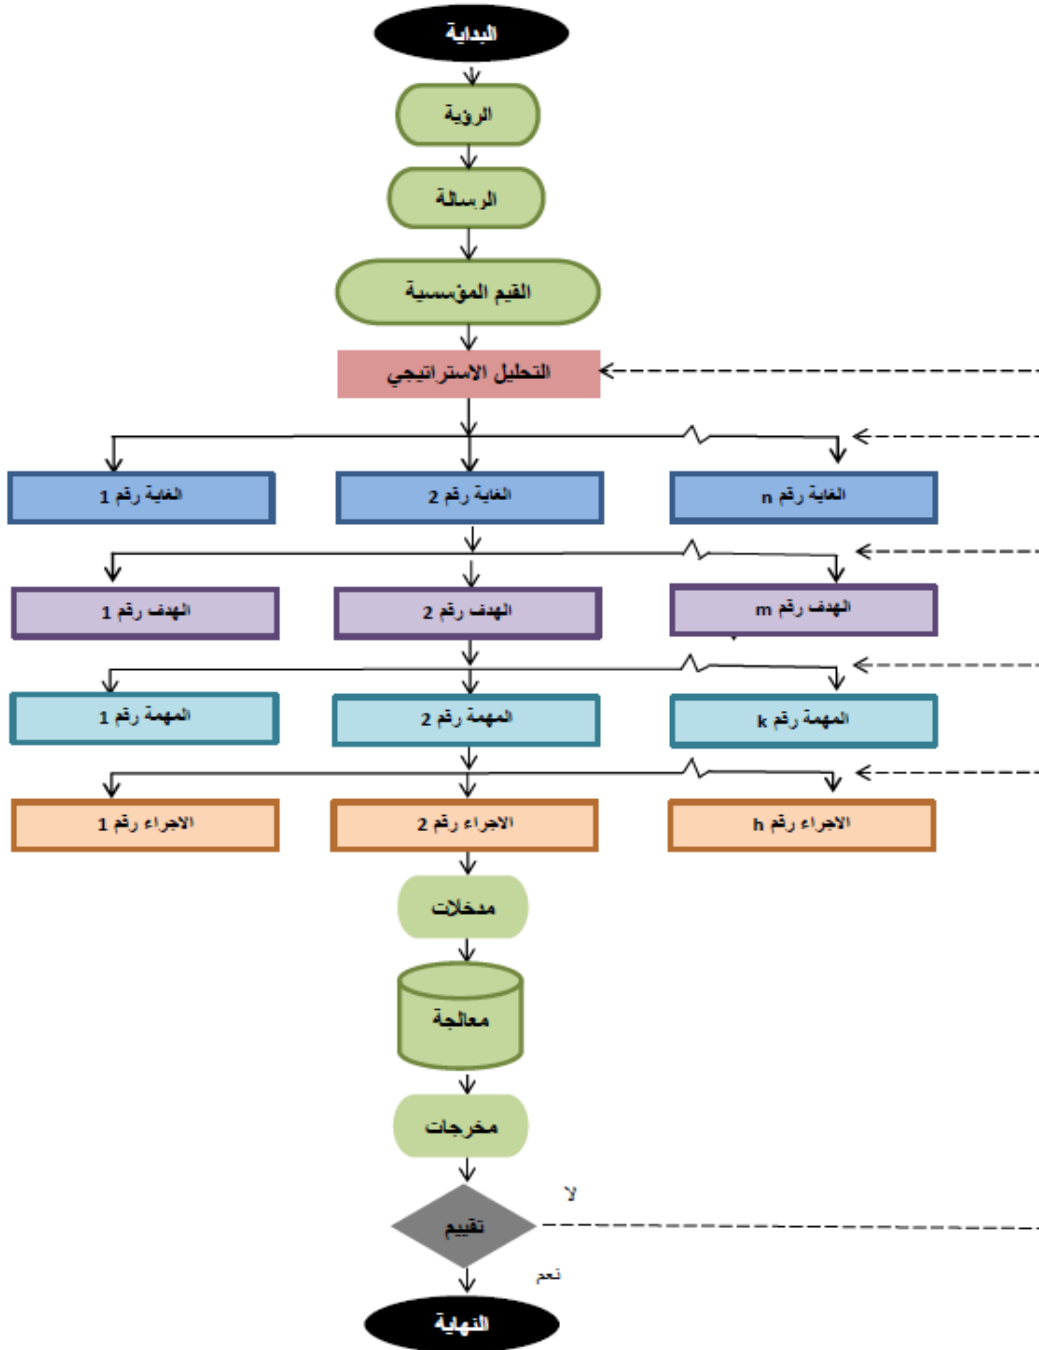 البداية
الرؤية
الرسالة
القيم المؤسسية
التحليل الاستراتيجي
الغاية رقم 1
الغاية رقم 2
الغاية رقم n
الهدف رقم 1
الهدف رقم 2
الهدف رقم m
المهمة رقم 1
المهمة رقم 2
المهمة رقم k
الاجراء رقم 1
الاجراء رقم 2
الاجراء رقم h
مدخلات
معالجة
مخرجات
لا
تقييم
نعم
النهاية